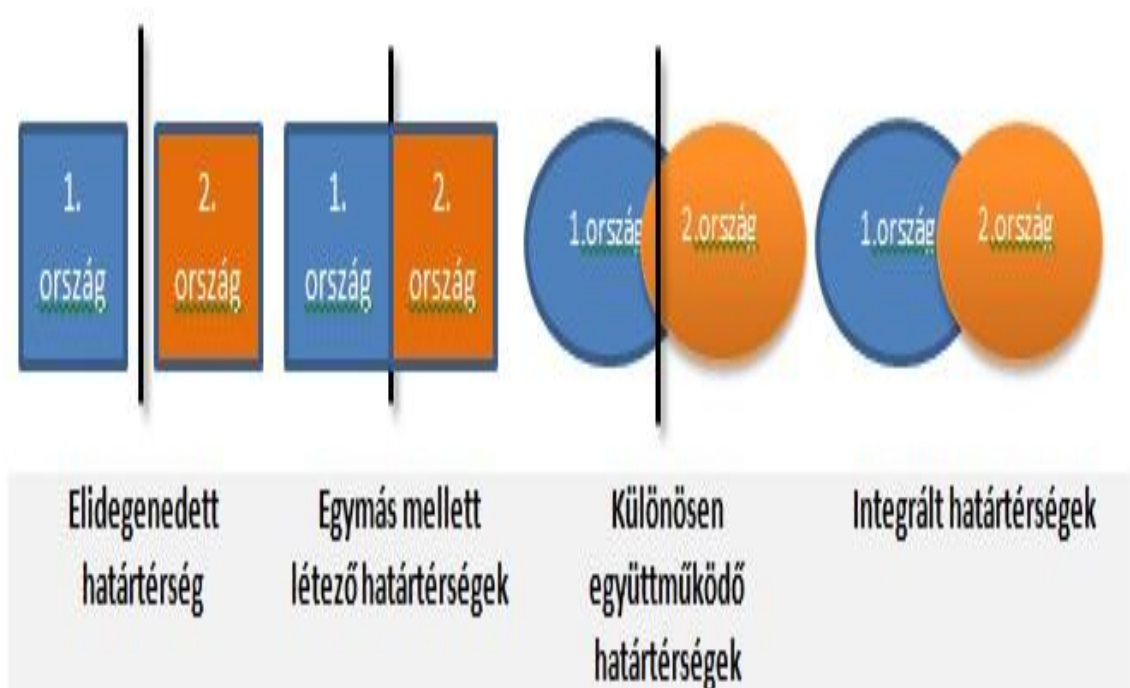 1.
ország
2.
ország
1.
ország
2.
ország
1.ország
2.ország
1.ország
2.ország
Elidegenedett
határtérség
Egymás mellett
létező határtérségek
Különösen
együttműködő
határtérségek
Integrált határtérségek